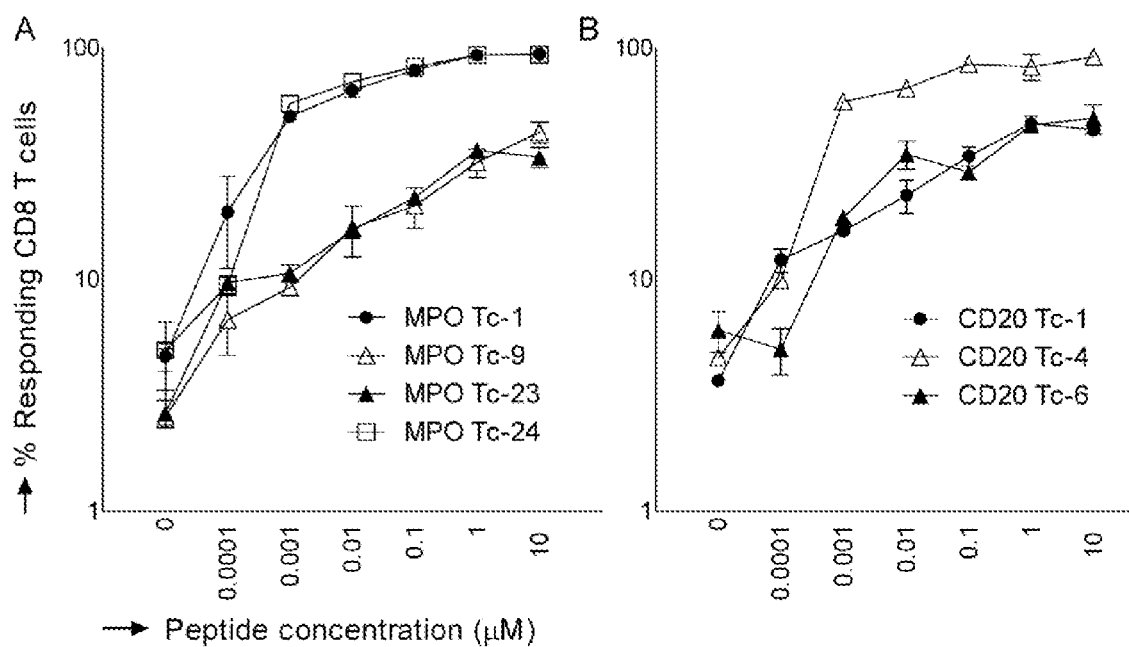 A
% Responding CD8 T cells
100
10
1
MPO Tc-1
MPO Tc-9
MPO Tc-23
MPO Tc-24
0
0.0001
0.001
0.01
0.1
1
10
Peptide concentration (μM)
B
100
10
1
CD20 Tc-1
CD20 Tc-4
CD20 Tc-6
0
0.0001
0.001
0.01
0.1
1
10